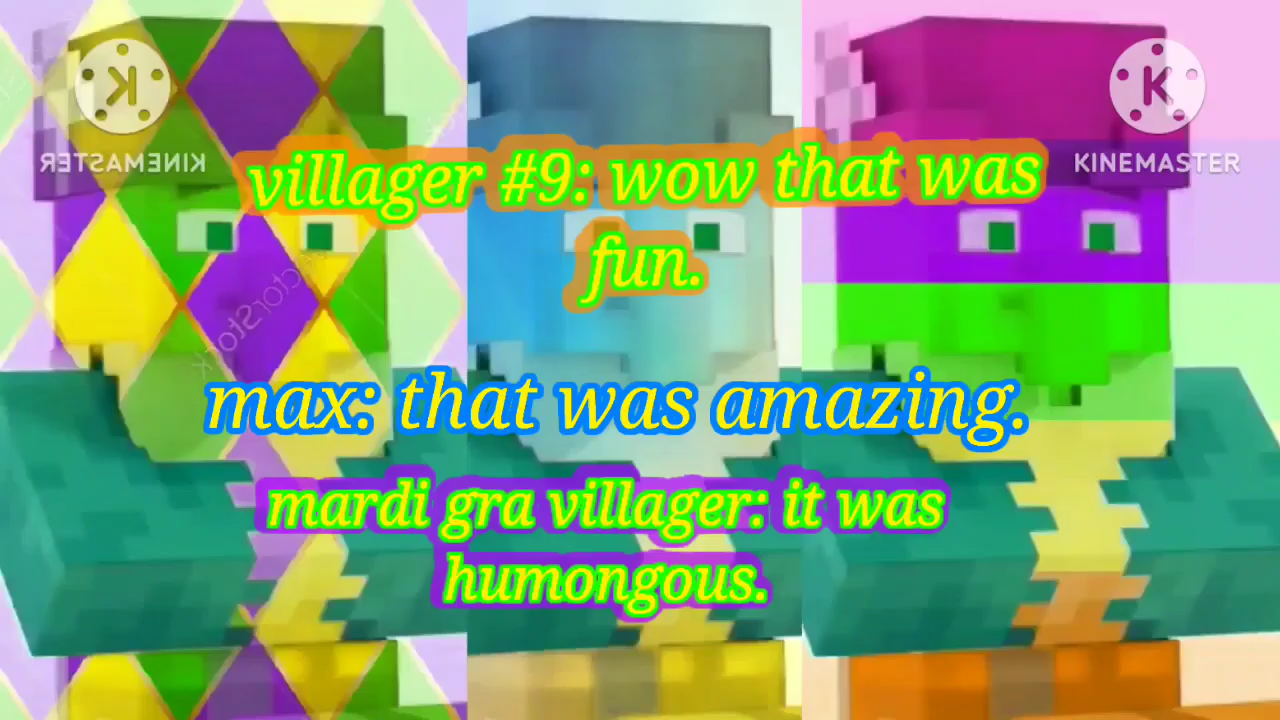 KINEMASTER
KINEMASTER
villager #9: wow that was
fun.
max: that was amazing.
mardi gra villager: it was
humongous.